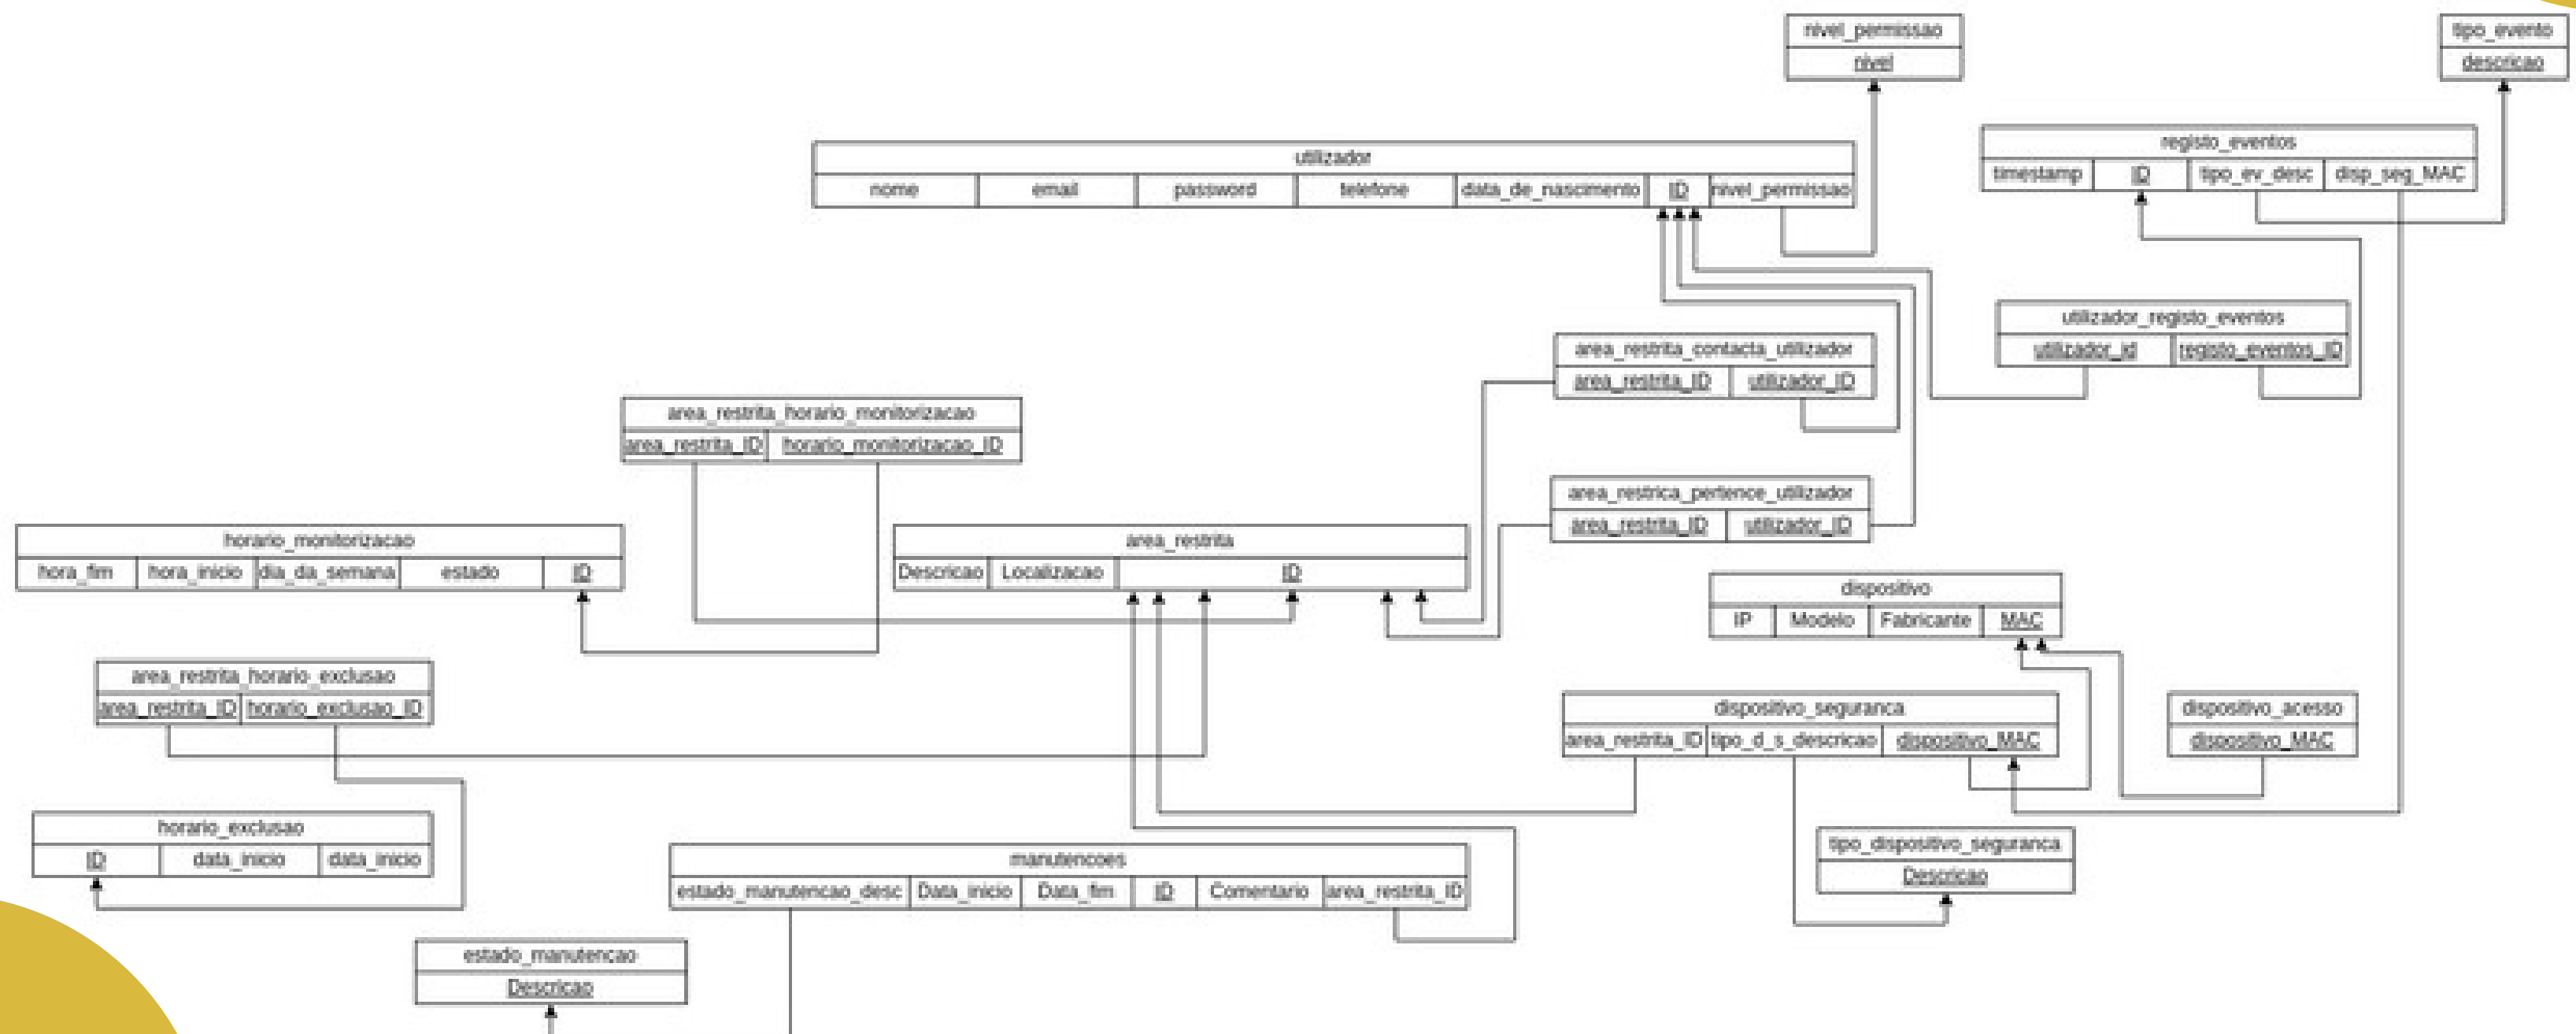 nivel_permissao
nivel
tipo_evento
descricao
utilizador
nome email password telefone data_de_nascimento ID nivel_permissao
registo_eventos
timestamp ID tipo_ev_desc disp_seg_MAC
utilizador_registo_eventos
utilizador_id registo_eventos_ID
area_restrita_contacta_utilizador
area_restrita_ID utilizador_ID
area_restrita_horario_monitorizacao
area_restrita_ID horario_monitorizacao_ID
area_restrica_pertence_utilizador
area_restrita_ID utilizador_ID
horario_monitorizacao
hora_fim hora_inicio dia_da_semana estado ID
area_restrita
Descricao Localizacao ID
dispositivo
IP Modelo Fabricante MAC
area_restrita_horario_exclusao
area_restrita_ID horario_exclusao_ID
dispositivo_seguranca
area_restrita_ID tipo_d_s_descricao dispositivo_MAC
dispositivo_acesso
dispositivo_MAC
horario_exclusao
ID data_inicio data_inicio
manutencoes
estado_manutencao_desc Data_inicio Data_fim ID Comentario area_restrita_ID
tipo_dispositivo_seguranca
Descricao
estado_manutencao
Descricao